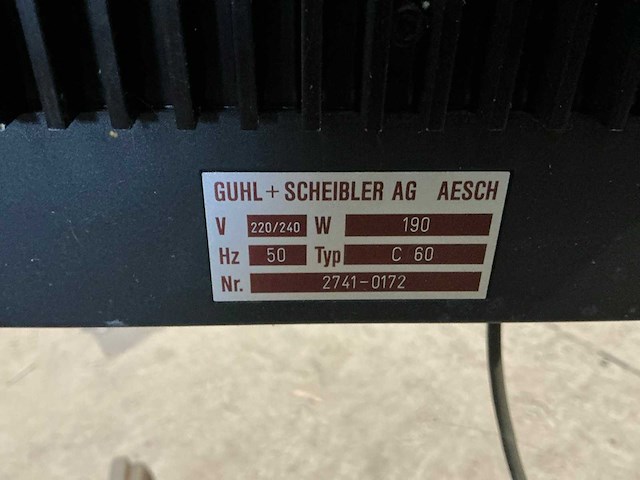 GUHL + SCHEIBLER AG AESCH
V 220/240 W 190
Hz 50 Typ C 60
Nr. 2741-0172